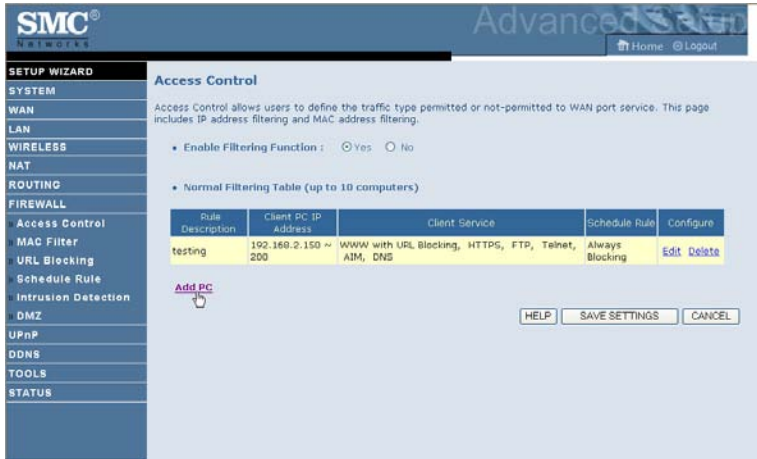 SMC®
Networks
Advanced Setup
Home Logout
SETUP WIZARD
SYSTEM
WAN
LAN
WIRELESS
NAT
ROUTING
FIREWALL
» Access Control
» MAC Filter
» URL Blocking
» Schedule Rule
» Intrusion Detection
» DMZ
UPnP
DDNS
TOOLS
STATUS
Access Control
Access Control allows users to define the traffic type permitted or not-permitted to WAN port service. This page
includes IP address filtering and MAC address filtering.
• Enable Filtering Function : Yes No
• Normal Filtering Table (up to 10 computers)
Rule Description Client PC IP Address Client Service Schedule Rule Configure
testing 192.168.2.150 ~ 200 WWW with URL Blocking, HTTPS, FTP, Telnet, AIM, DNS Always Blocking Edit Delete
Add PC
HELP SAVE SETTINGS CANCEL